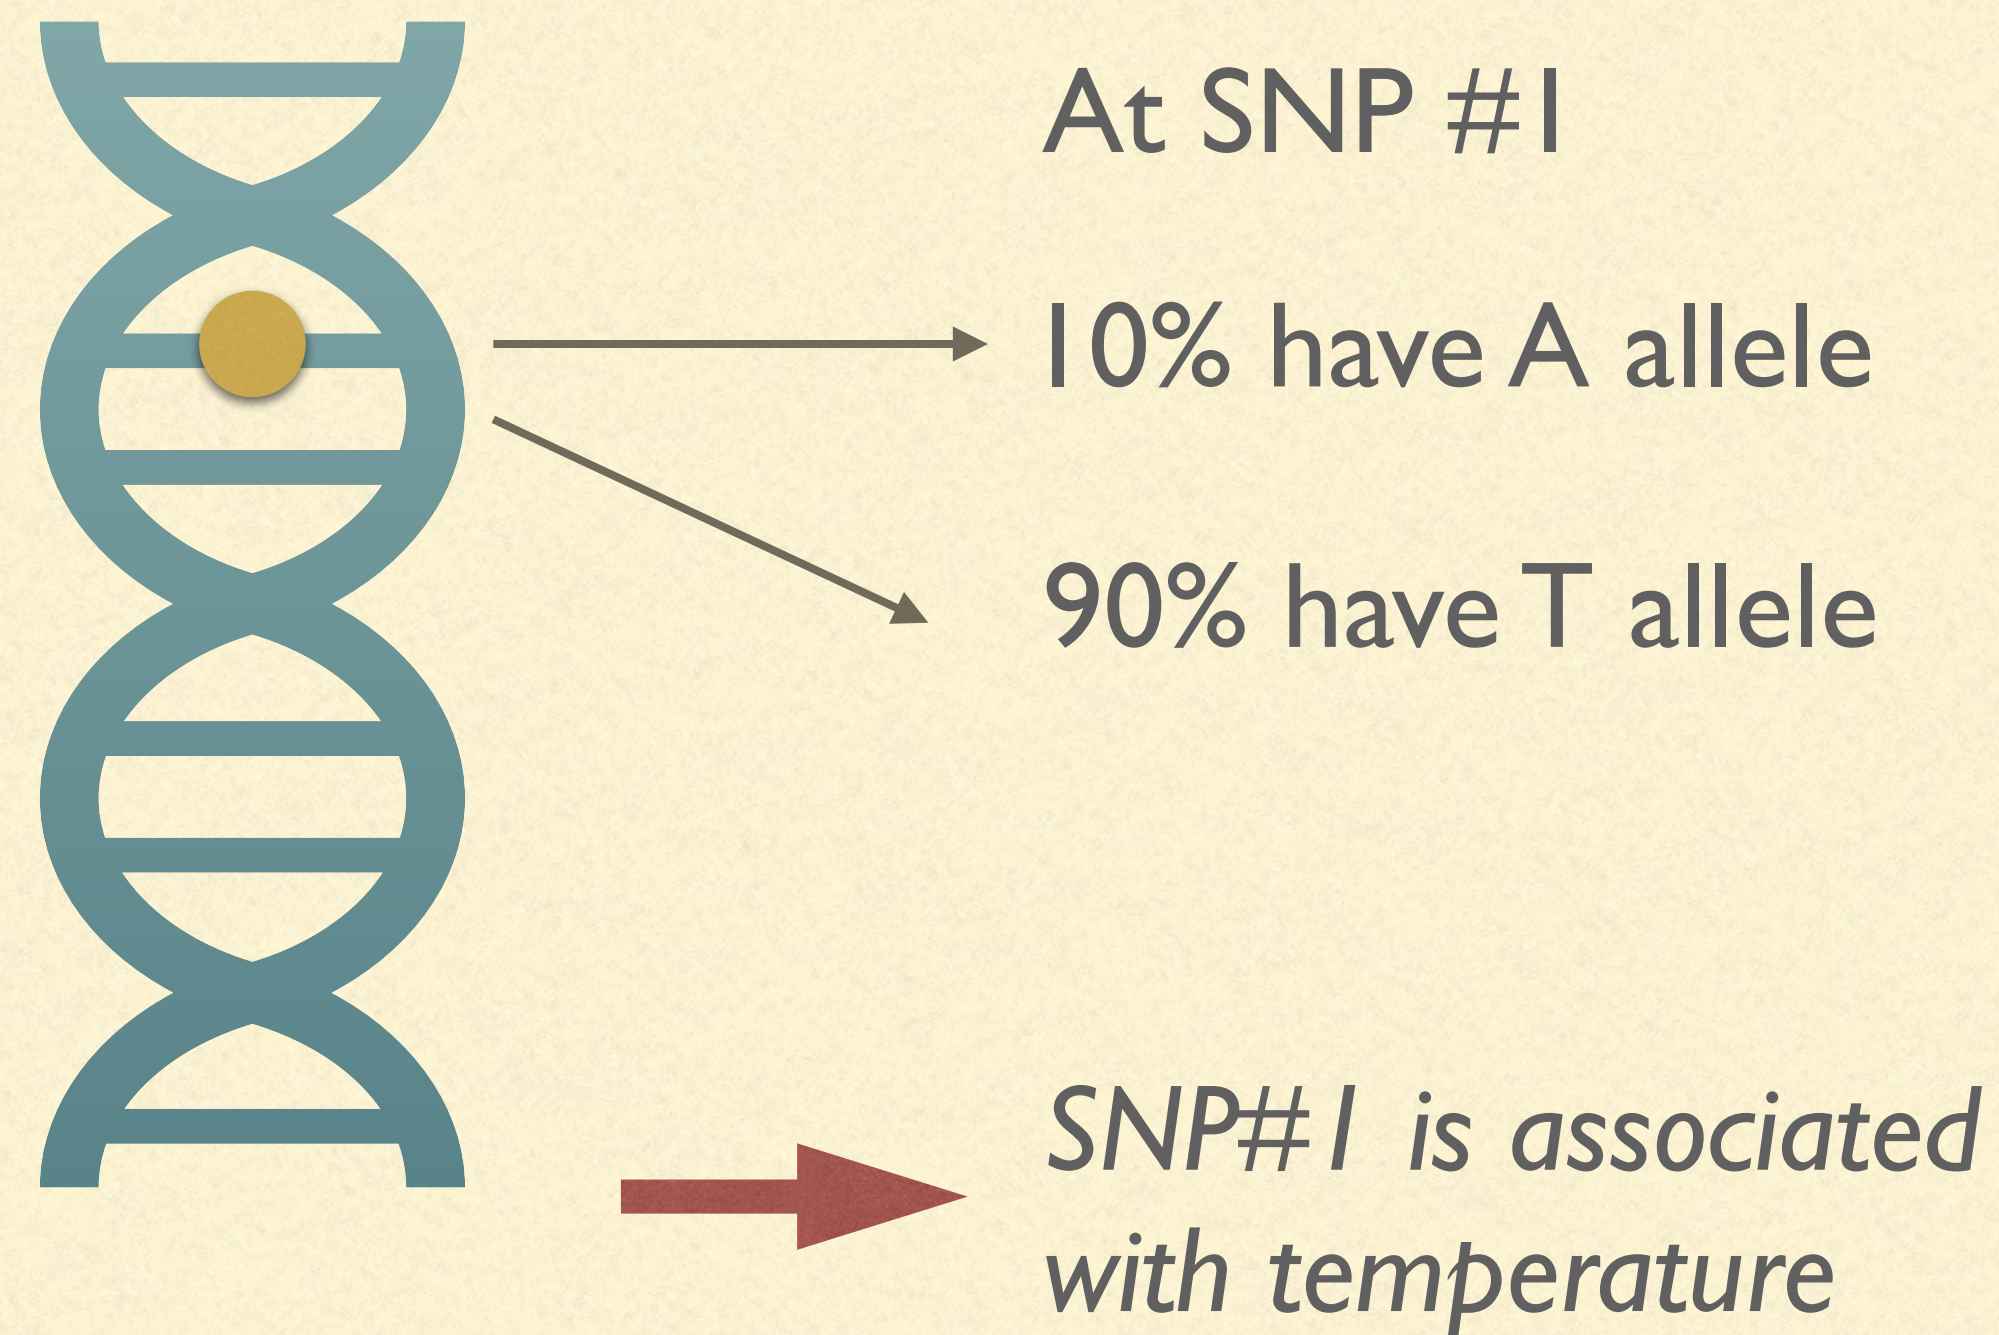 At SNP #1
10% have A allele
90% have T allele
SNP#1 is associated
with temperature